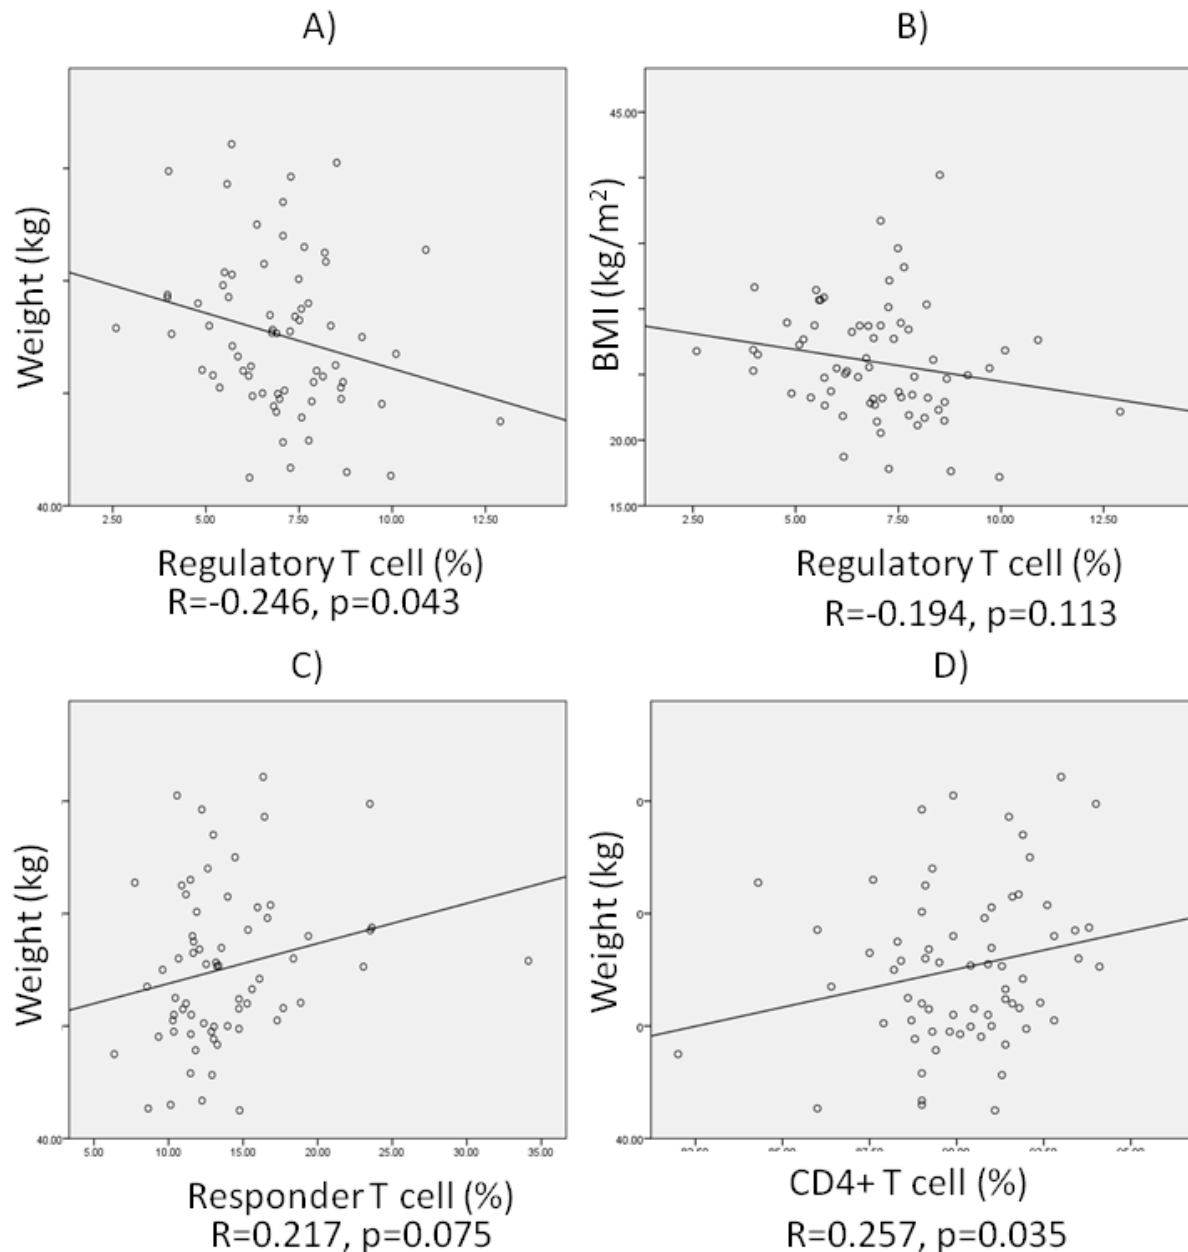 A)
B)
Weight (kg)
40.00
2.50 5.00 7.50 10.00 12.50
Regulatory T cell (%)
R=-0.246, p=0.043
BMI (kg/m²)
45.00
20.00
15.00
2.50 5.00 7.50 10.00 12.50
Regulatory T cell (%)
R=-0.194, p=0.113
C)
D)
Weight (kg)
40.00
5.00 10.00 15.00 20.00 25.00 30.00 35.00
Responder T cell (%)
R=0.217, p=0.075
Weight (kg)
0
0
0
40.00
CD4+ T cell (%)
R=0.257, p=0.035